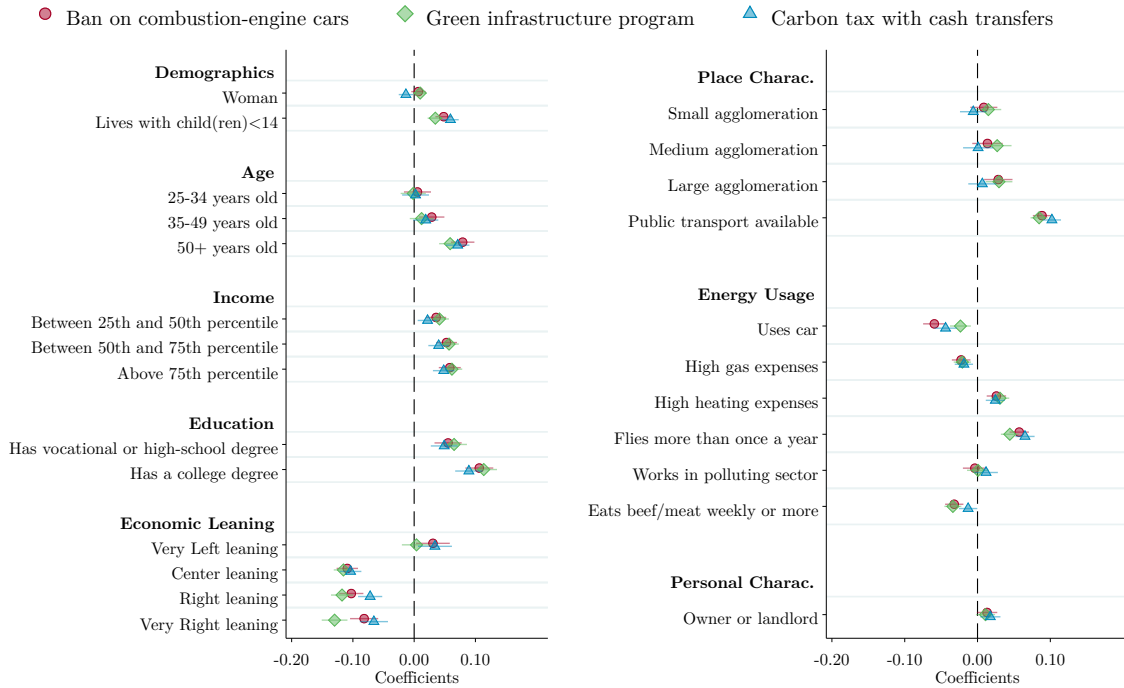 Ban on combustion-engine cars
Green infrastructure program
Carbon tax with cash transfers
Demographics
Woman
Lives with child(ren)<14
Age
25-34 years old
35-49 years old
50+ years old
Income
Between 25th and 50th percentile
Between 50th and 75th percentile
Above 75th percentile
Education
Has vocational or high-school degree
Has a college degree
Economic Leaning
Very Left leaning
Center leaning
Right leaning
Very Right leaning
-0.20 -0.10 0.00 0.10
Coefficients
Place Charac.
Small agglomeration
Medium agglomeration
Large agglomeration
Public transport available
Energy Usage
Uses car
High gas expenses
High heating expenses
Flies more than once a year
Works in polluting sector
Eats beef/meat weekly or more
Personal Charac.
Owner or landlord
-0.20 -0.10 0.00 0.10
Coefficients